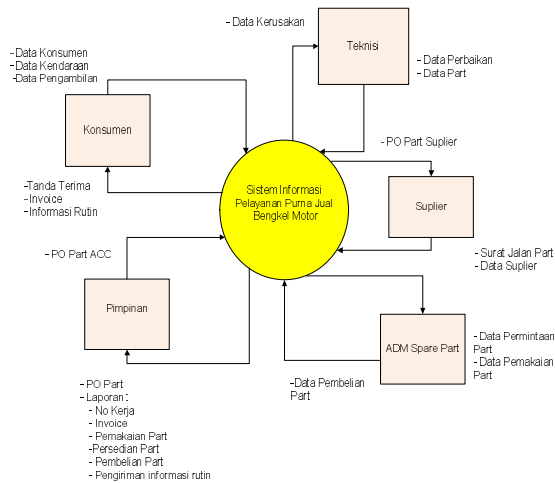 - Data Kerusakan
Teknisi
- Data Konsumen
- Data Kendaraan
- Data Pengambilan
- Data Perbaikan
- Data Part
Konsumen
- PO Part Suplier
-Tanda Terima
- Invoice
- Informasi Rutin
Sistem Informasi
Pelayanan Purna Jual
Bengkel Motor
Suplier
- PO Part ACC
- Surat Jalan Part
- Data Suplier
Pimpinan
ADM Spare Part
- Data Permintaan
Part
- Data Pemakaian
Part
-Data Pembelian
Part
- PO Part
- Laporan :
- No Kerja
- Invoice
- Pemakaian Part
-Persedian Part
- Pembelian Part
- Pengiriman informasi rutin